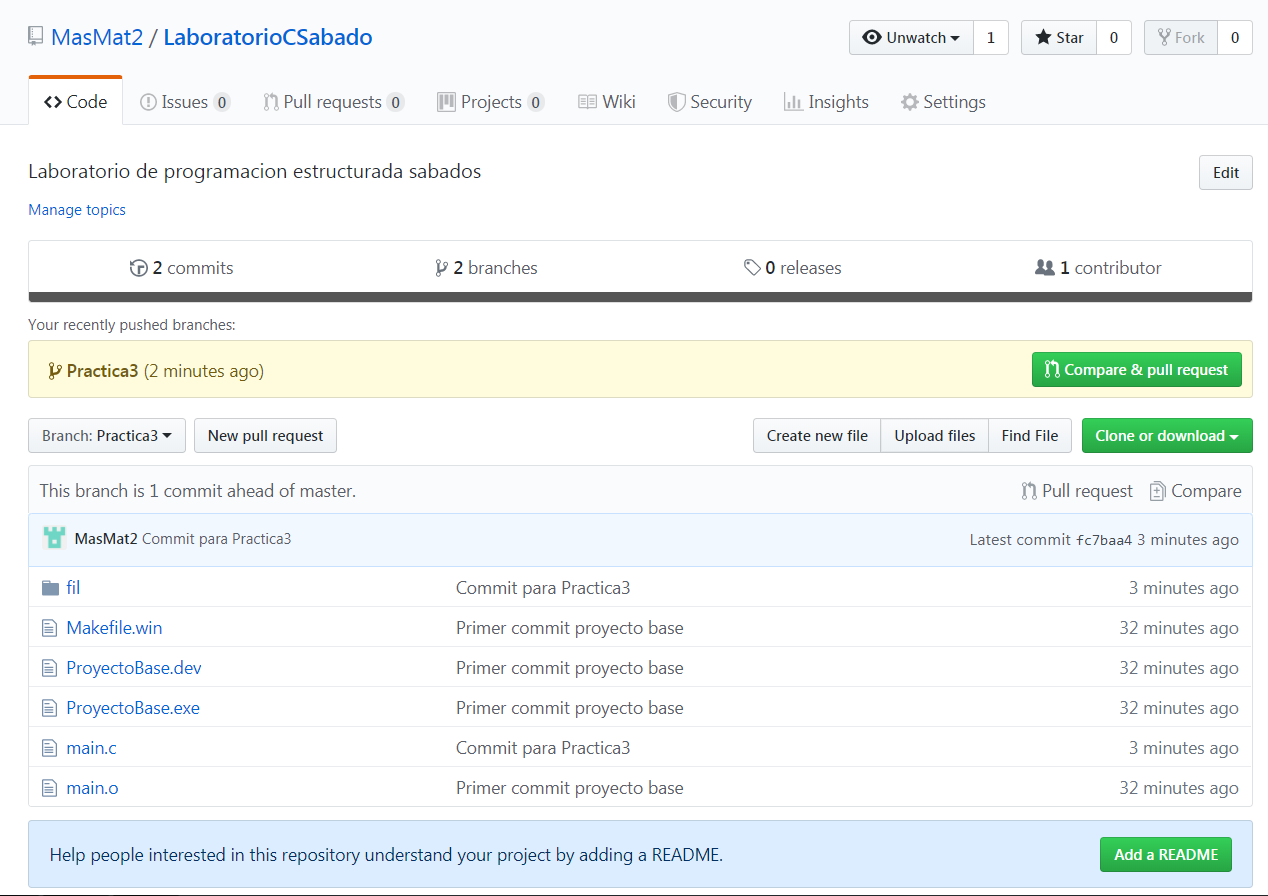 MasMat2 / LaboratorioCSabado
Unwatch 1 Star 0 Fork 0
Code Issues 0 Pull requests 0 Projects 0 Wiki Security Insights Settings
Laboratorio de programacion estructurada sabados Edit
Manage topics
2 commits 2 branches 0 releases 1 contributor
Your recently pushed branches:
Practica3 (2 minutes ago) Compare & pull request
Branch: Practica3 New pull request Create new file Upload files Find File Clone or download
This branch is 1 commit ahead of master. Pull request Compare
MasMat2 Commit para Practica3 Latest commit fc7baa4 3 minutes ago
fil Commit para Practica3 3 minutes ago
Makefile.win Primer commit proyecto base 32 minutes ago
ProyectoBase.dev Primer commit proyecto base 32 minutes ago
ProyectoBase.exe Primer commit proyecto base 32 minutes ago
main.c Commit para Practica3 3 minutes ago
main.o Primer commit proyecto base 32 minutes ago
Help people interested in this repository understand your project by adding a README. Add a README